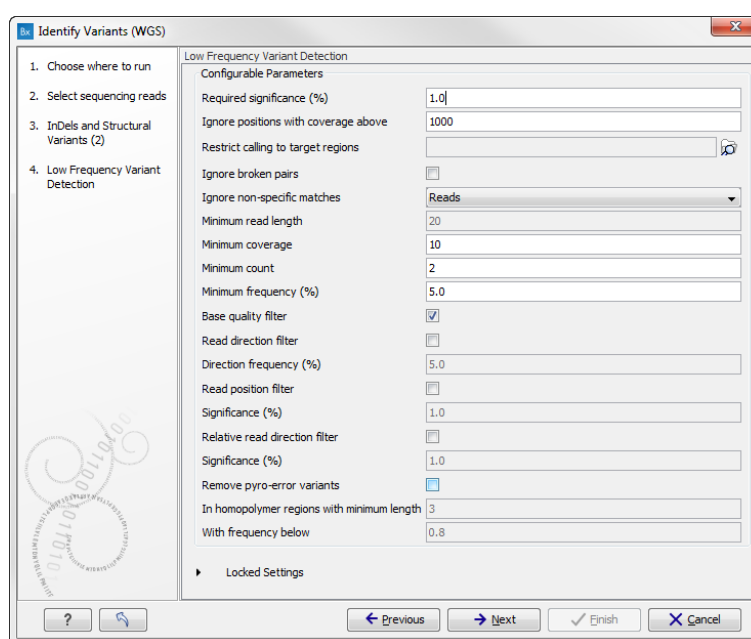 Bx Identify Variants (WGS)
1. Choose where to run
2. Select sequencing reads
3. InDels and Structural
Variants (2)
4. Low Frequency Variant
Detection
Low Frequency Variant Detection
Configurable Parameters
Required significance (%) 1.0
Ignore positions with coverage above 1000
Restrict calling to target regions
Ignore broken pairs
Ignore non-specific matches Reads
Minimum read length 20
Minimum coverage 10
Minimum count 2
Minimum frequency (%) 5.0
Base quality filter
Read direction filter
Direction frequency (%) 5.0
Read position filter
Significance (%) 1.0
Relative read direction filter
Significance (%) 1.0
Remove pyro-error variants
In homopolymer regions with minimum length 3
With frequency below 0.8
Locked Settings
? Previous Next Finish Cancel